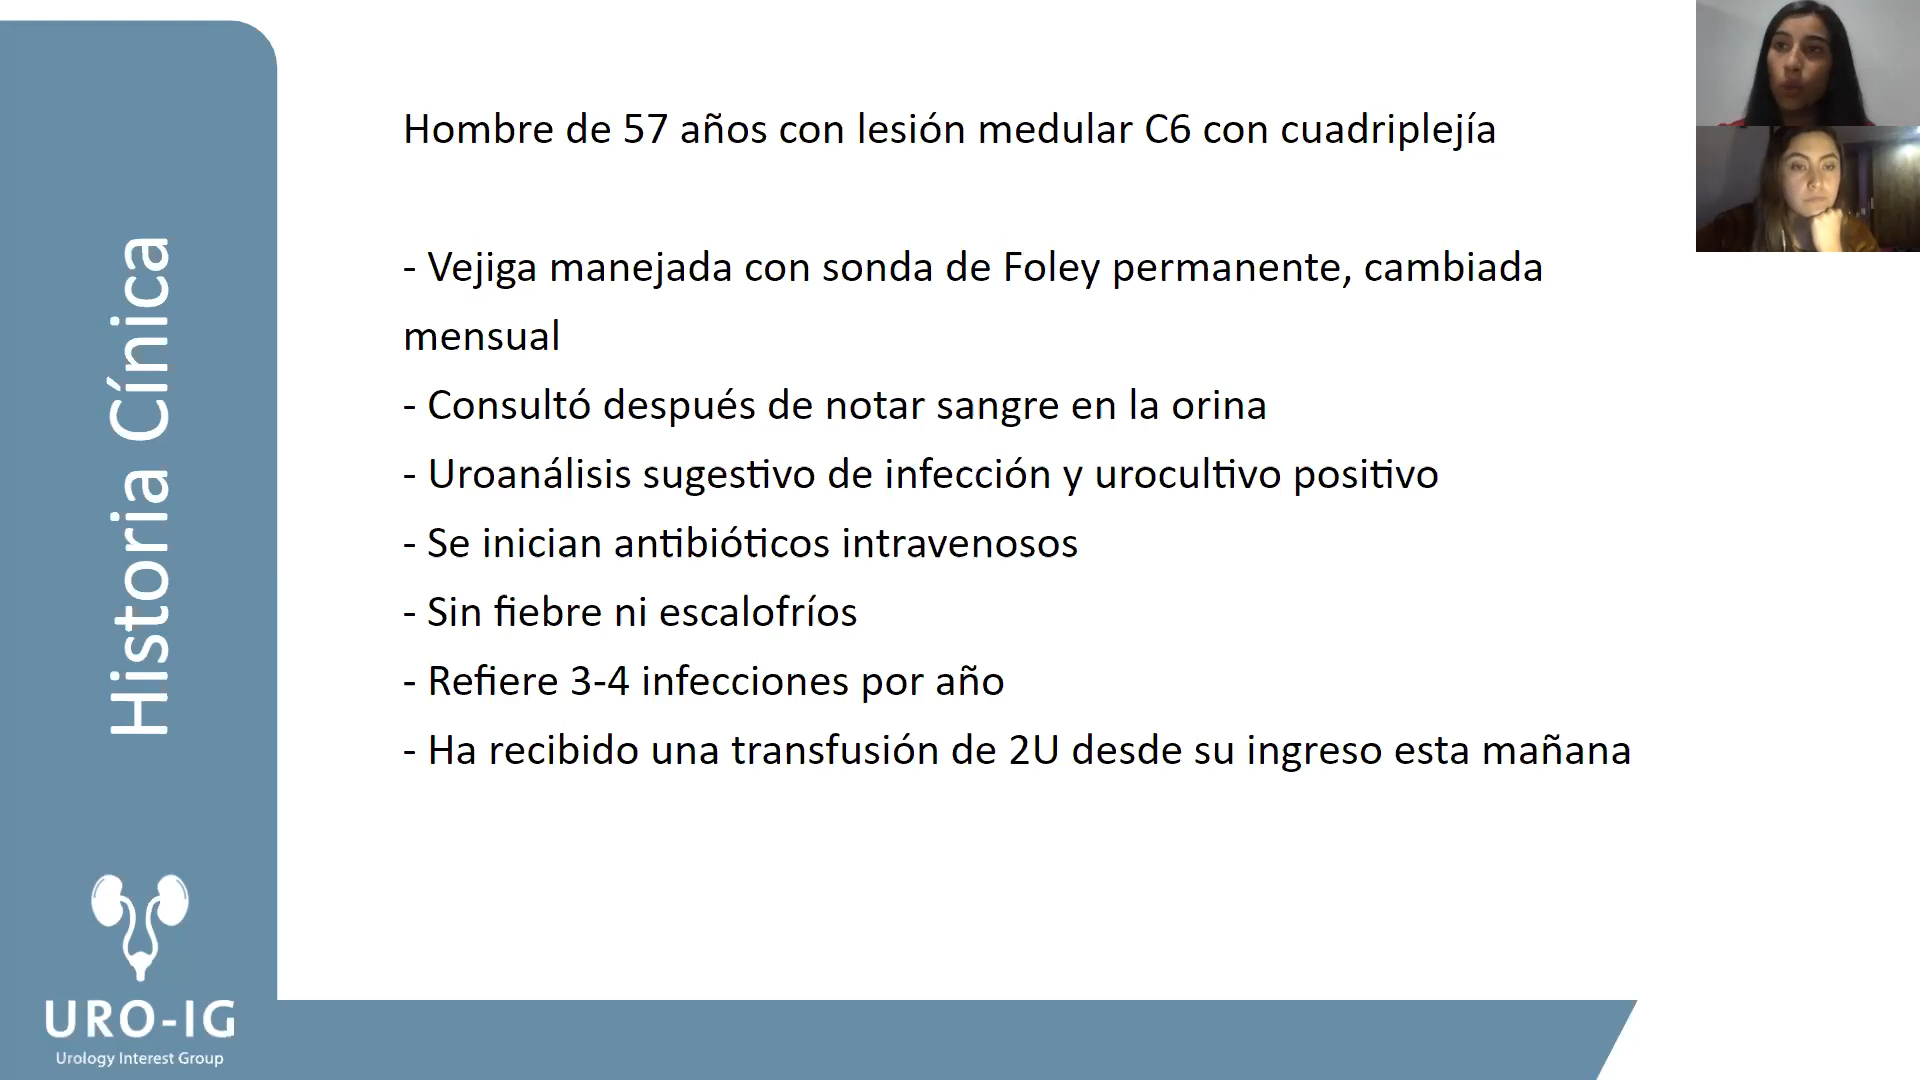 Historia Cínica
Hombre de 57 años con lesión medular C6 con cuadriplejía
- Vejiga manejada con sonda de Foley permanente, cambiada
mensual
- Consultó después de notar sangre en la orina
- Uroanálisis sugestivo de infección y urocultivo positivo
- Se inician antibióticos intravenosos
- Sin fiebre ni escalofríos
- Refiere 3-4 infecciones por año
- Ha recibido una transfusión de 2U desde su ingreso esta mañana
URO-IG
Urology Interest Group